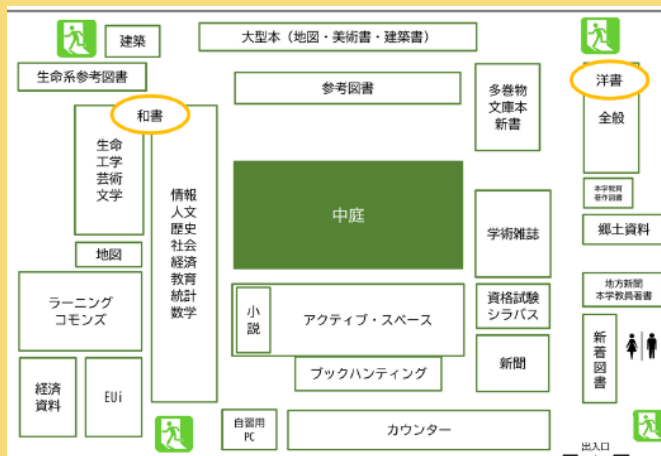 建築
大型本（地図・美術書・建築書）
生命系参考図書
参考図書
多巻物
文庫本
新書
洋書
全般
和書
生命
工学
芸術
文学
情報
人文
歴史
社会
経済
教育
統計
数学
中庭
本学教育
著作図書
学術雑誌
郷土資料
地図
ラーニング
コモンズ
小説
アクティブ・スペース
資格試験
シラバス
地方新聞
本学教員著書
新着図書
新聞
ブックハンティング
経済
資料
EUi
自習用
PC
カウンター
出入口